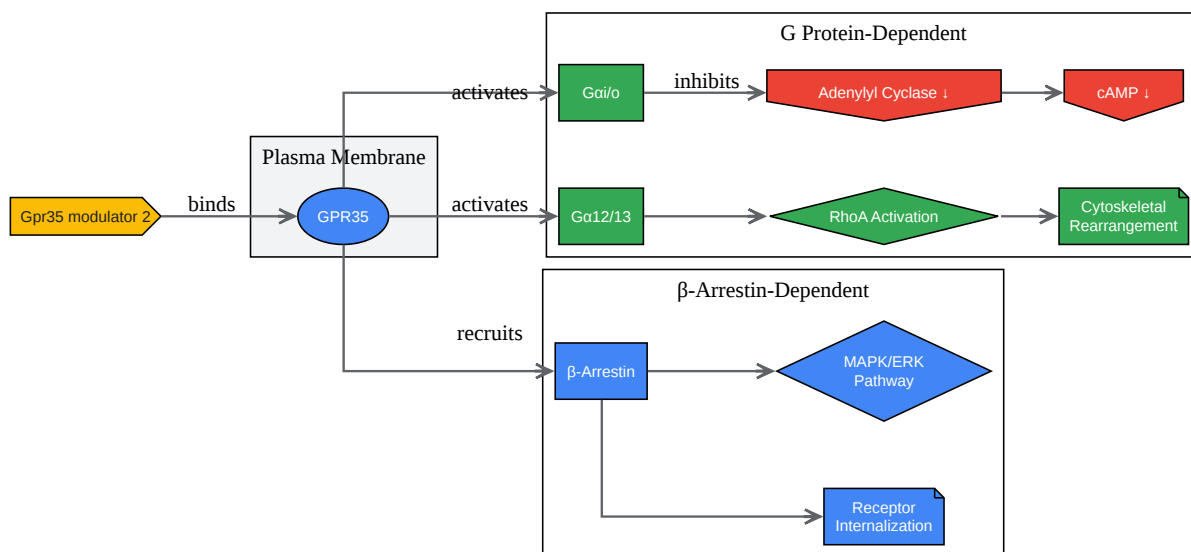 G Protein-Dependent
activates
Gαi/o
inhibits
Adenylyl Cyclase ↓
cAMP ↓
Plasma Membrane
Gpr35 modulator 2
binds
GPR35
activates
Gα12/13
RhoA Activation
Cytoskeletal
Rearrangement
β-Arrestin-Dependent
recruits
β-Arrestin
MAPK/ERK
Pathway
Receptor
Internalization